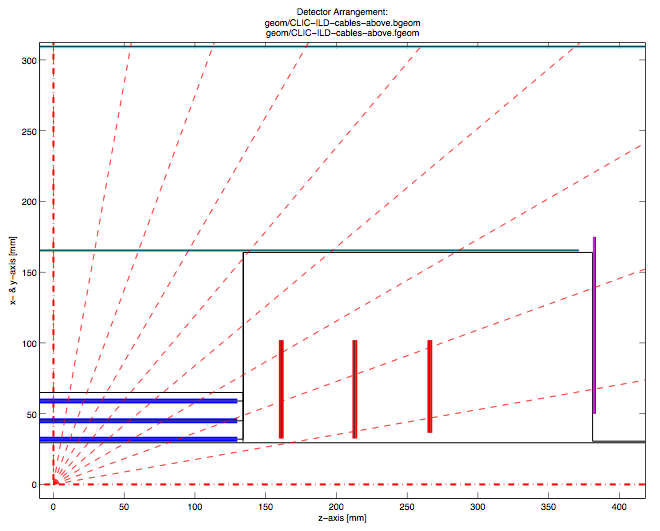 Detector Arrangement:
geom/CLIC−ILD−cables−above.bgeom
geom/CLIC−ILD−cables−above.fgeom
300
250
200
150
100
50
0
x− & y−axis [mm]
0 50 100 150 200 250 300 350 400
z−axis [mm]